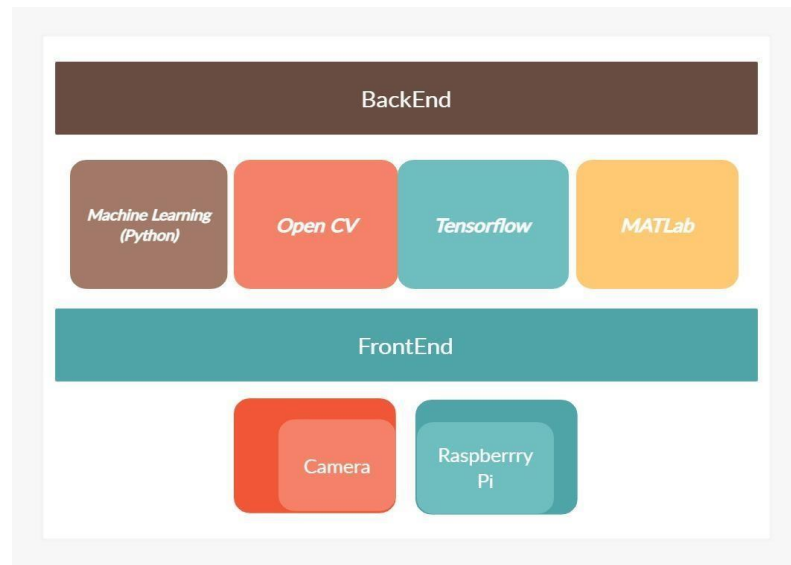 BackEnd
Machine Learning
(Python)
Open CV
Tensorflow
MATLab
FrontEnd
Camera
Raspberrry
Pi